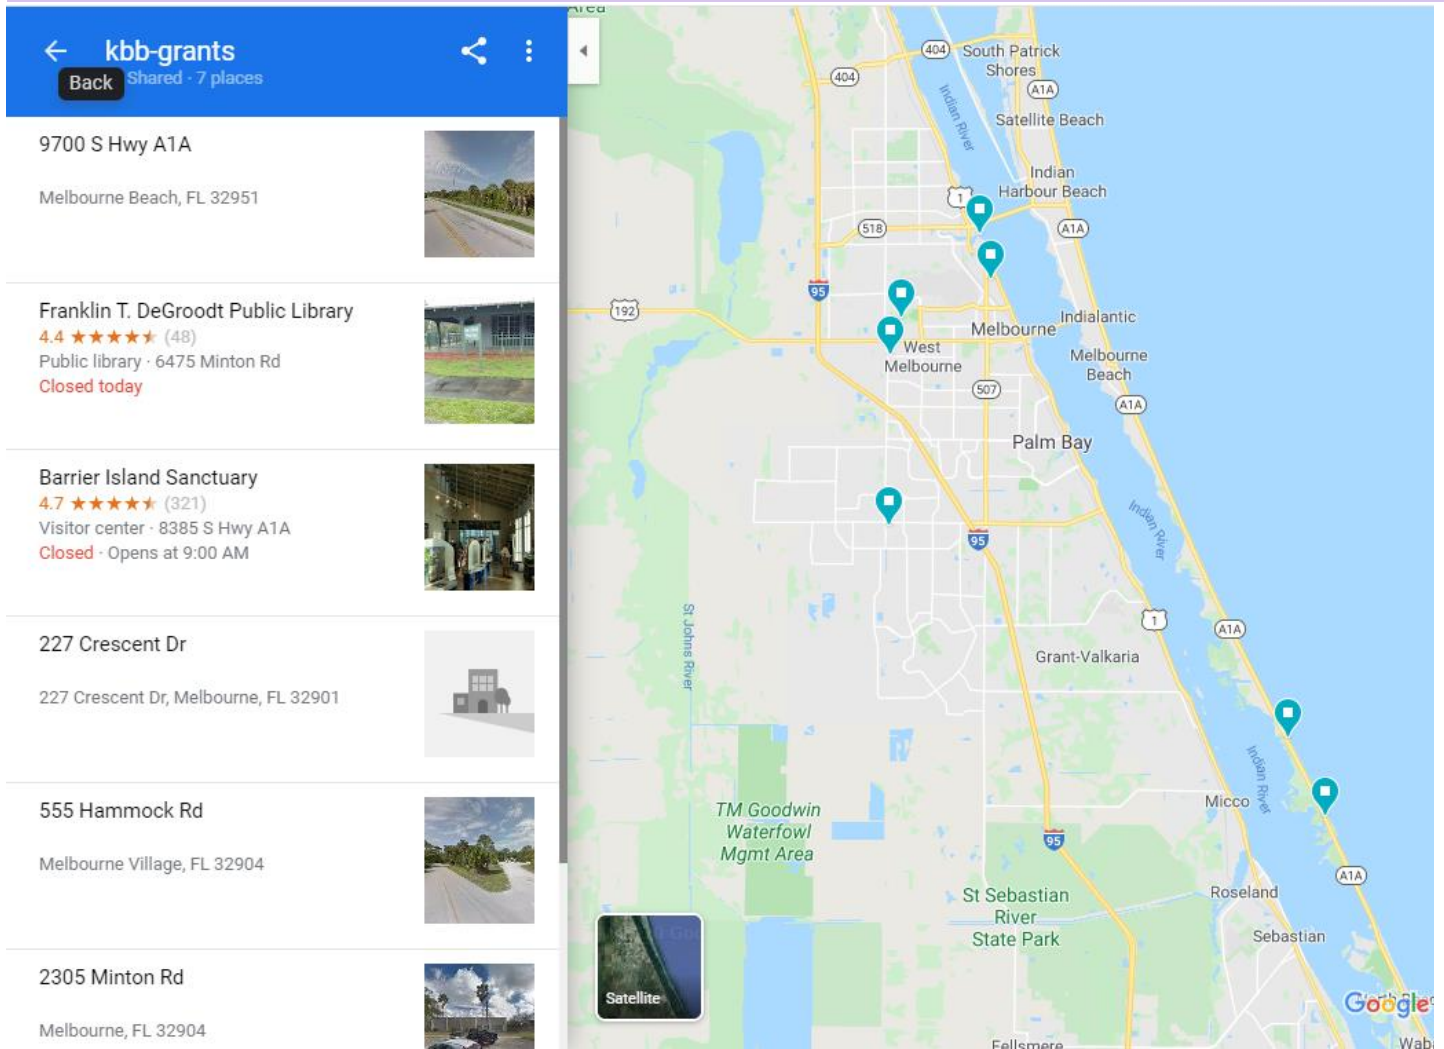 kbb-grants
Back
Shared · 7 places
9700 S Hwy A1A
Melbourne Beach, FL 32951
Franklin T. DeGroodt Public Library
4.4 ★★★★★ (48)
Public library · 6475 Minton Rd
Closed today
Barrier Island Sanctuary
4.7 ★★★★★ (321)
Visitor center · 8385 S Hwy A1A
Closed · Opens at 9:00 AM
227 Crescent Dr
227 Crescent Dr, Melbourne, FL 32901
555 Hammock Rd
Melbourne Village, FL 32904
2305 Minton Rd
Melbourne, FL 32904
Area
404
South Patrick
Shores
404
A1A
Indian River
Satellite Beach
Indian
Harbour Beach
1
518
A1A
95
192
Indialantic
Melbourne
West
Melbourne
Melbourne
Beach
507
A1A
Palm Bay
Indian River
95
St Johns River
1
A1A
Grant-Valkaria
Indian River
TM Goodwin
Waterfowl
Mgmt Area
Micco
95
A1A
St Sebastian
River
State Park
Roseland
Sebastian
Satellite
Google
Fellsmere
Wab